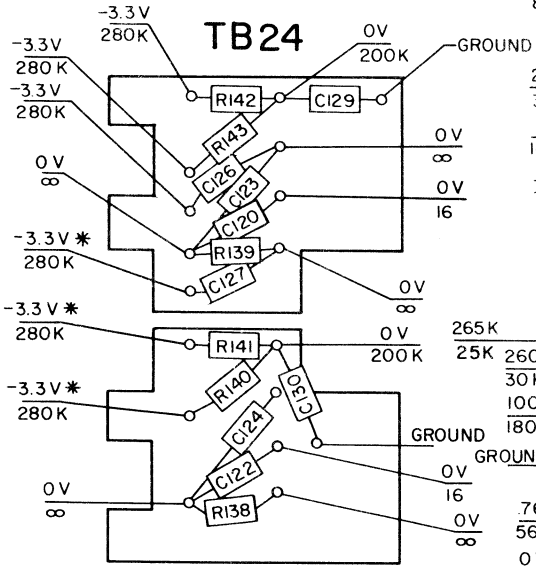 -3.3V
280K
TB24
0V
200K
GROUND
-3.3V
280K
-3.3V
280K
R142
C129
R143
0V
∞
C126
C123
0V
∞
0V
16
C120
-3.3V *
280K
R139
C127
0V
∞
-3.3V *
280K
R141
0V
200K
265K
25K
260
30K
R140
C130
-3.3V *
280K
100
180
C124
GROUND
GROUN
C122
0V
16
0V
∞
R138
0V
∞
.76
56
0